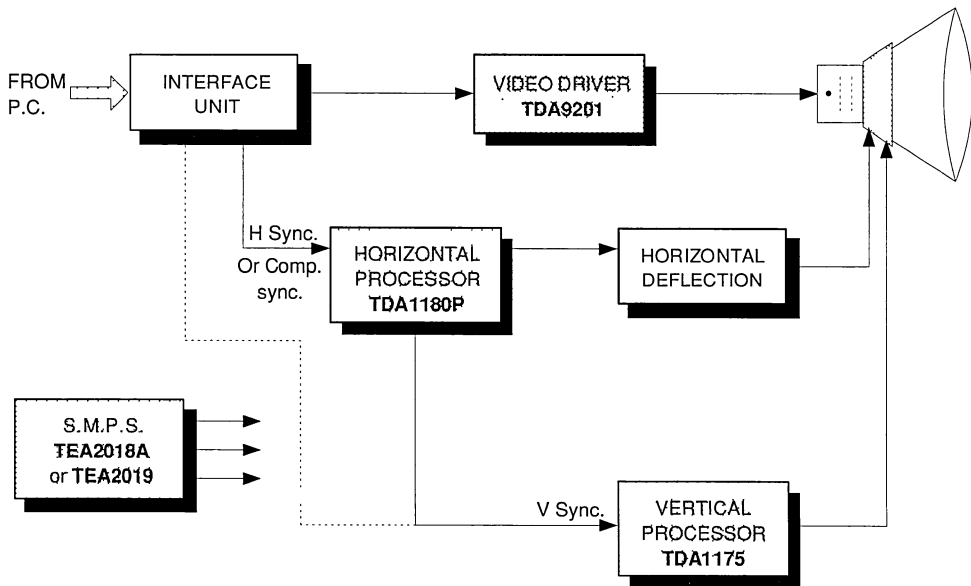 FROM
P.C.
INTERFACE
UNIT
VIDEO DRIVER
TDA9201
H Sync.
Or Comp.
sync.
HORIZONTAL
PROCESSOR
TDA1180P
HORIZONTAL
DEFLECTION
S.M.P.S.
TEA2018A
or TEA2019
V Sync.
VERTICAL
PROCESSOR
TDA1175